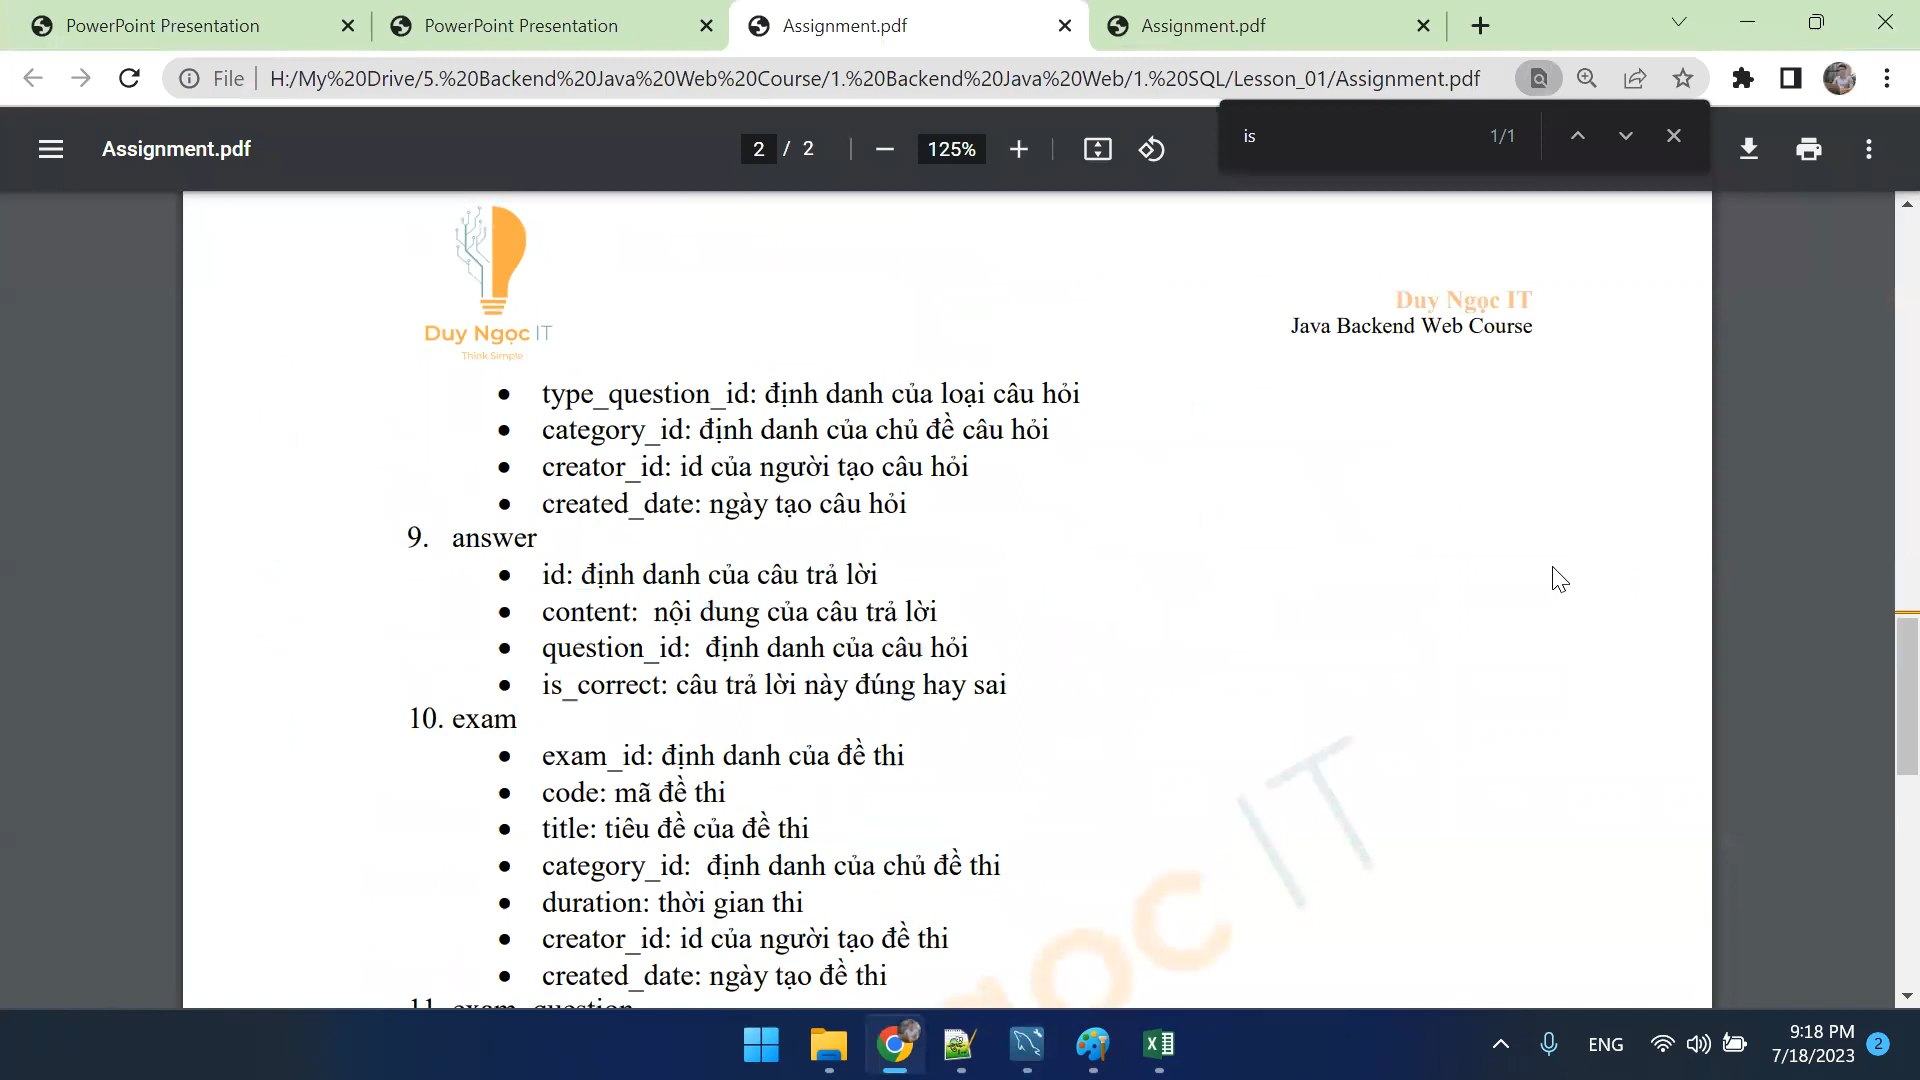 PowerPoint Presentation
PowerPoint Presentation
Assignment.pdf
Assignment.pdf
File
H:/My%20Drive/5.%20Backend%20Java%20Web%20Course/1.%20Backend%20Java%20Web/1.%20SQL/Lesson_01/Assignment.pdf
Assignment.pdf
2 / 2
125%
is
1/1
Duy Ngọc IT
Think Simple
Duy Ngọc IT
Java Backend Web Course
• type_question_id: định danh của loại câu hỏi
• category_id: định danh của chủ đề câu hỏi
• creator_id: id của người tạo câu hỏi
• created_date: ngày tạo câu hỏi
9. answer
• id: định danh của câu trả lời
• content: nội dung của câu trả lời
• question_id: định danh của câu hỏi
• is_correct: câu trả lời này đúng hay sai
10. exam
• exam_id: định danh của đề thi
• code: mã đề thi
• title: tiêu đề của đề thi
• category_id: định danh của chủ đề thi
• duration: thời gian thi
• creator_id: id của người tạo đề thi
• created_date: ngày tạo đề thi
11. exam_question
ENG
9:18 PM
7/18/2023
2